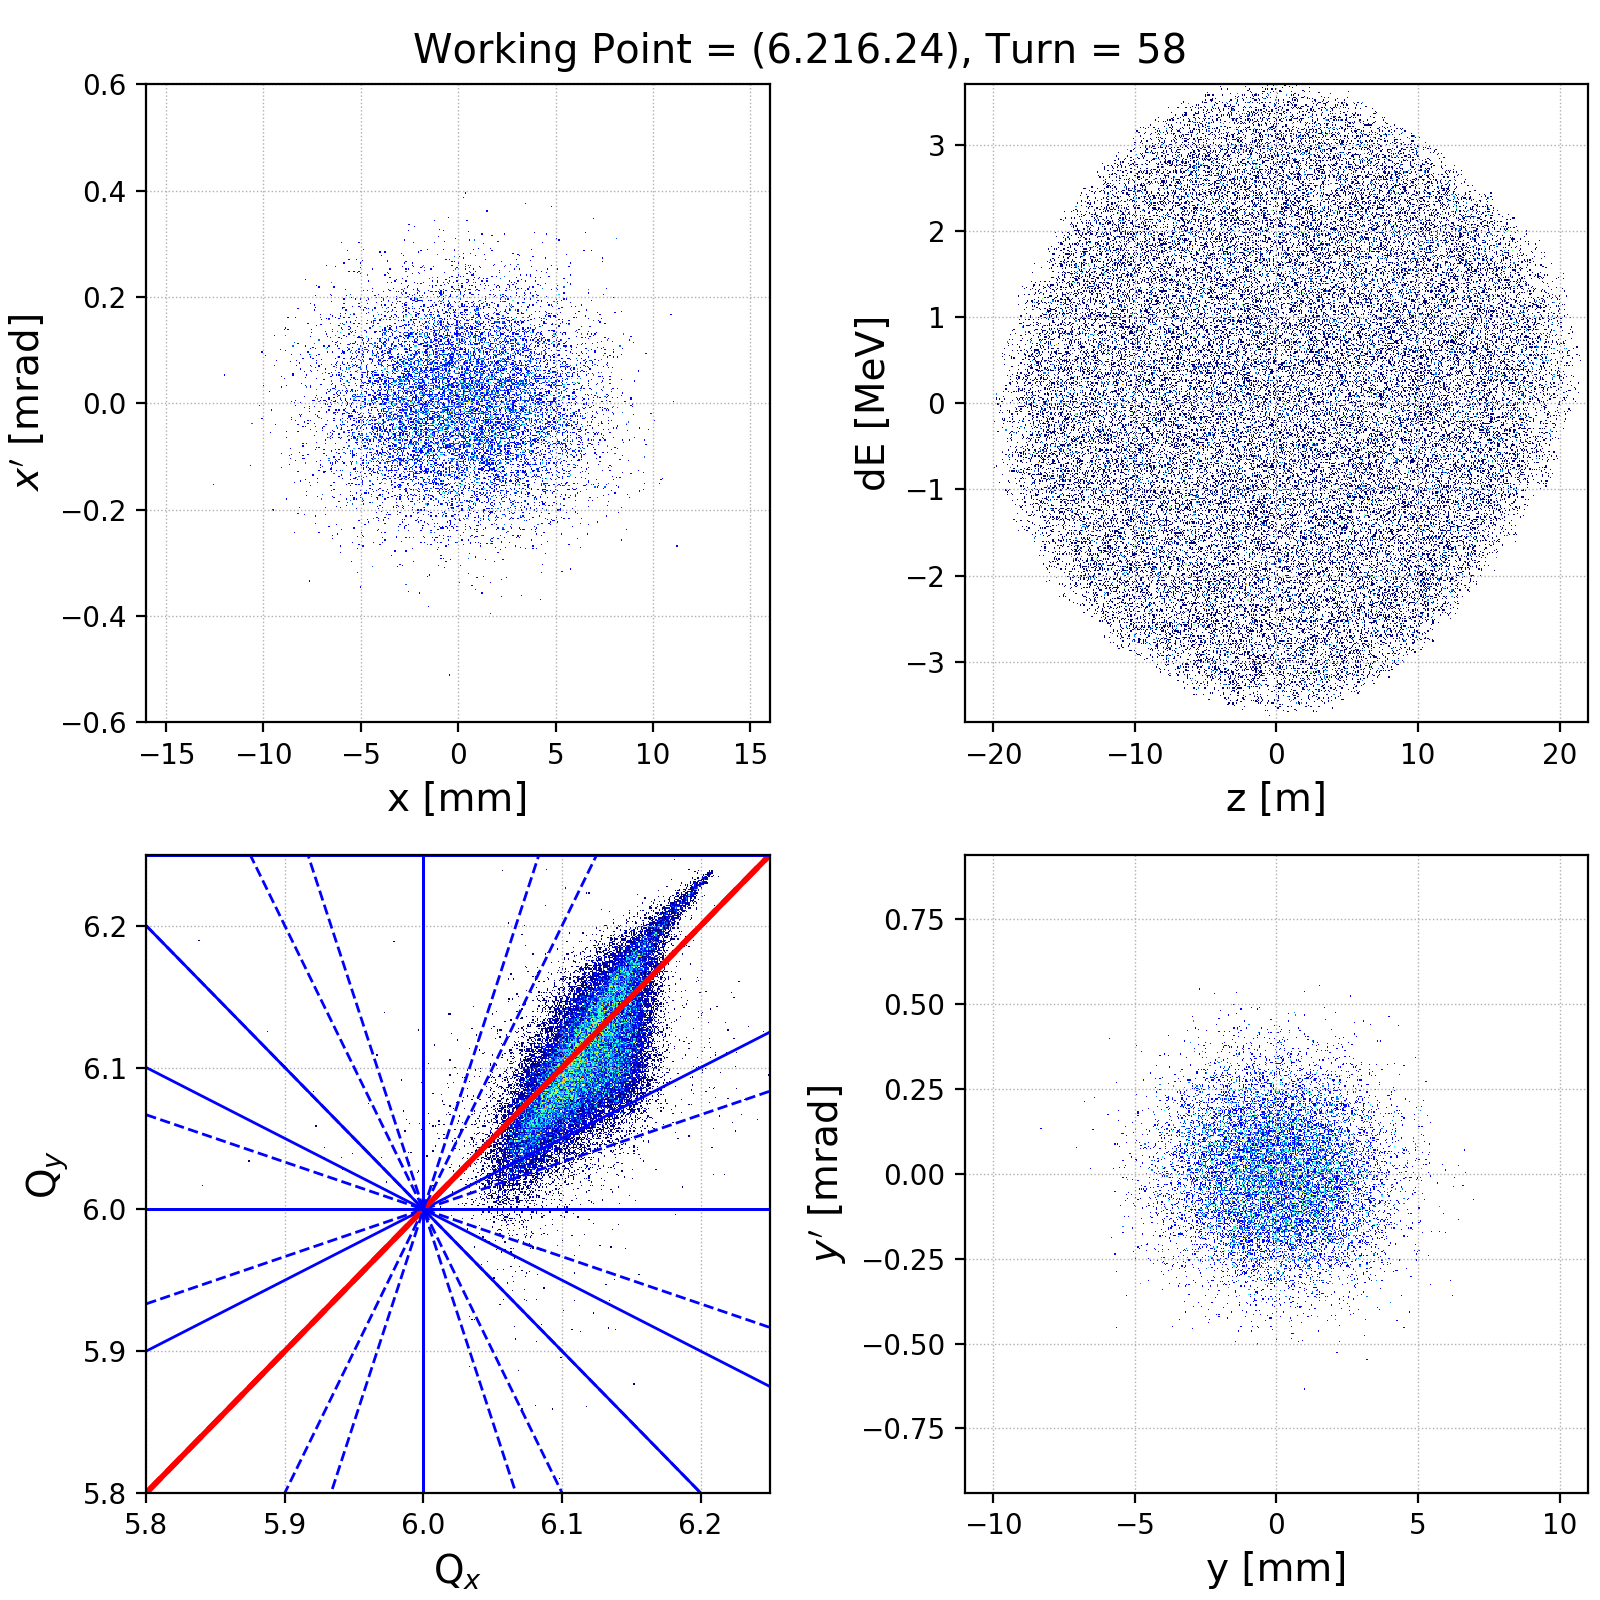 Working Point = (6.216.24), Turn = 58
0.6
0.4
0.2
0.0
−0.2
−0.4
−0.6
x′ [mrad]
−15 −10 −5 0 5 10 15
x [mm]
3
2
1
0
−1
−2
−3
dE [MeV]
−20 −10 0 10 20
z [m]
6.2
6.1
6.0
5.9
5.8
Qy
5.8 5.9 6.0 6.1 6.2
Qx
0.75
0.50
0.25
0.00
−0.25
−0.50
−0.75
y′ [mrad]
−10 −5 0 5 10
y [mm]